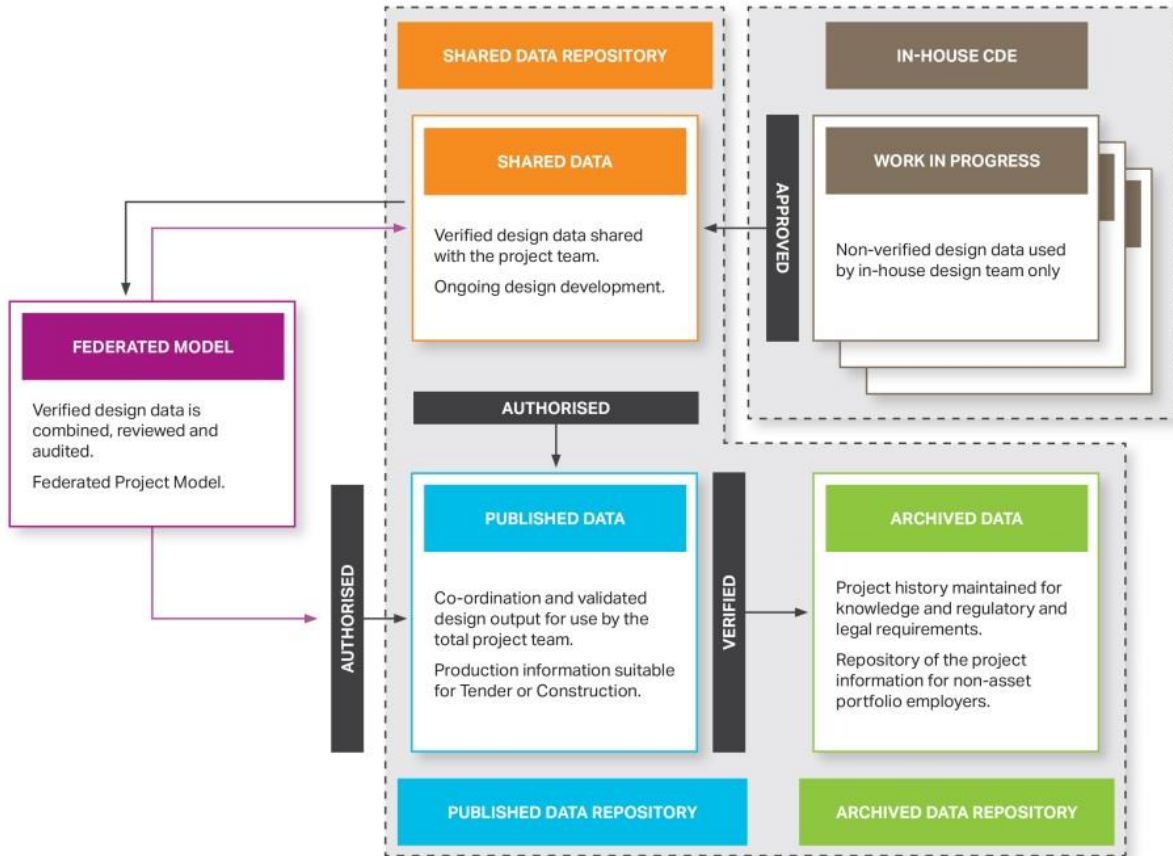 SHARED DATA REPOSITORY
IN-HOUSE CDE
SHARED DATA
Verified design data shared
with the project team.
Ongoing design development.
APPROVED
WORK IN PROGRESS
Non-verified design data used
by in-house design team only
FEDERATED MODEL
Verified design data is
combined, reviewed and
audited.
Federated Project Model.
AUTHORISED
AUTHORISED
PUBLISHED DATA
Co-ordination and validated
design output for use by the
total project team.
Production information suitable
for Tender or Construction.
VERIFIED
ARCHIVED DATA
Project history maintained for
knowledge and regulatory and
legal requirements.
Repository of the project
information for non-asset
portfolio employers.
PUBLISHED DATA REPOSITORY
ARCHIVED DATA REPOSITORY